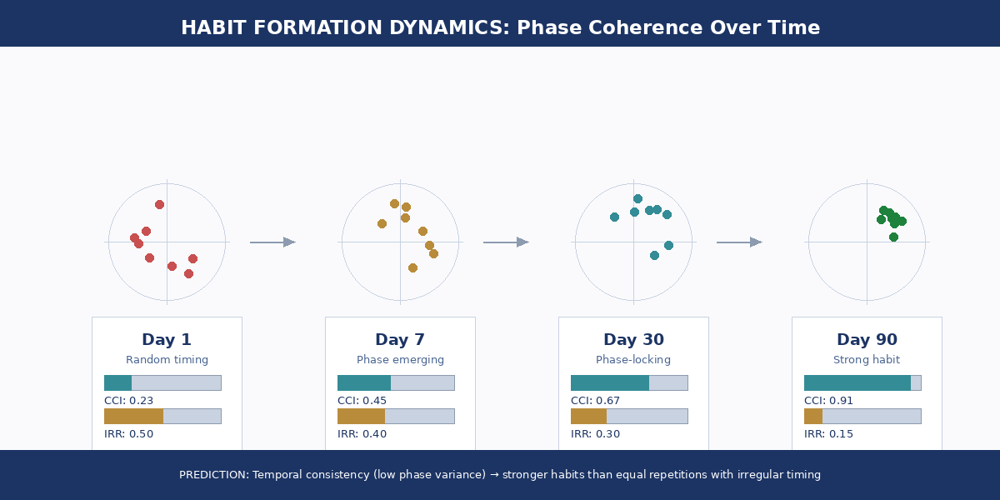 HABIT FORMATION DYNAMICS: Phase Coherence Over Time
Day 1
Random timing
CCI: 0.23
IRR: 0.50
Day 7
Phase emerging
CCI: 0.45
IRR: 0.40
Day 30
Phase-locking
CCI: 0.67
IRR: 0.30
Day 90
Strong habit
CCI: 0.91
IRR: 0.15
PREDICTION: Temporal consistency (low phase variance) → stronger habits than equal repetitions with irregular timing